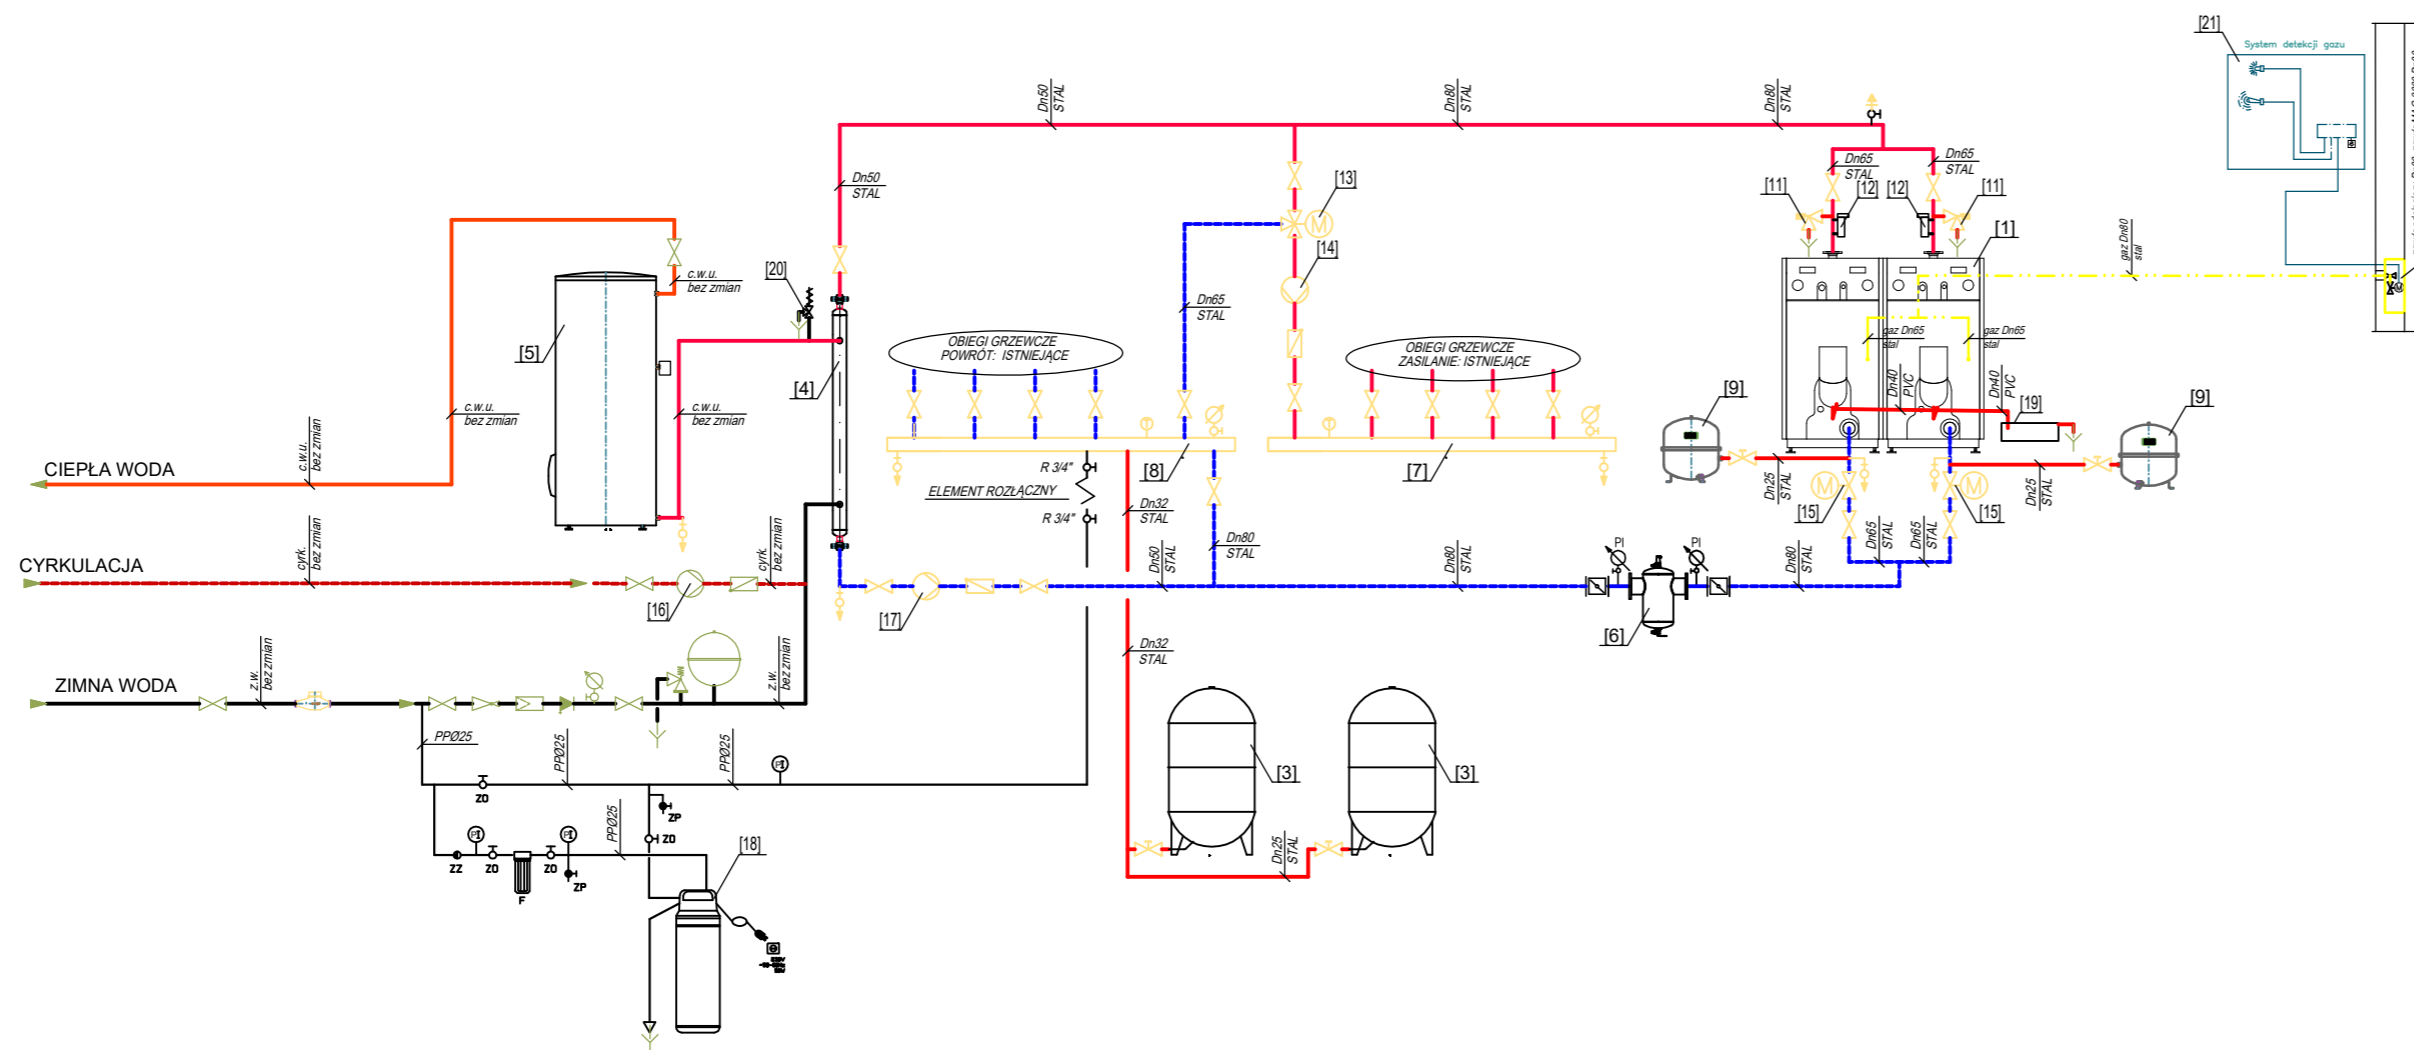 [21]
System detekcji gazu
Dn50
STAL
Dn80
STAL
Dn80
STAL
Dn65
STAL
Dn65
STAL
[11]
[12]
[12]
[11]
[1]
gaz Dn80
stal
Dn50
STAL
[13]
M
[14]
c.w.u.
bez zmian
[20]
Dn65
STAL
[5]
[4]
OBIEGI GRZEWCZE
POWRÓT: ISTNIEJĄCE
OBIEGI GRZEWCZE
ZASILANIE: ISTNIEJĄCE
gaz Dn65
stal
gaz Dn65
stal
c.w.u.
bez zmian
c.w.u.
bez zmian
Dn40
PVC
Dn40
PVC
[9]
[19]
[9]
c.w.u.
bez zmian
CIEPŁA WODA
R 3/4"
ELEMENT ROZŁĄCZNY
R 3/4"
[8]
[7]
Dn32
STAL
Dn25
STAL
M
M
Dn25
STAL
[15]
[15]
cyrk.
bez zmian
CYRKULACJA
cyrk.
bez zmian
[16]
[17]
Dn50
STAL
Dn80
STAL
Dn80
STAL
PI
PI
[6]
Dn80
STAL
Dn65
STAL
Dn65
STAL
z.w.
bez zmian
ZIMNA WODA
z.w.
bez zmian
Dn32
STAL
PPØ25
PPØ25
PPØ25
PI
[3]
[3]
ZO
ZP
PPØ25
ZO
PI
PI
ZZ
ZO
ZO
ZP
F
[18]
Dn25
STAL